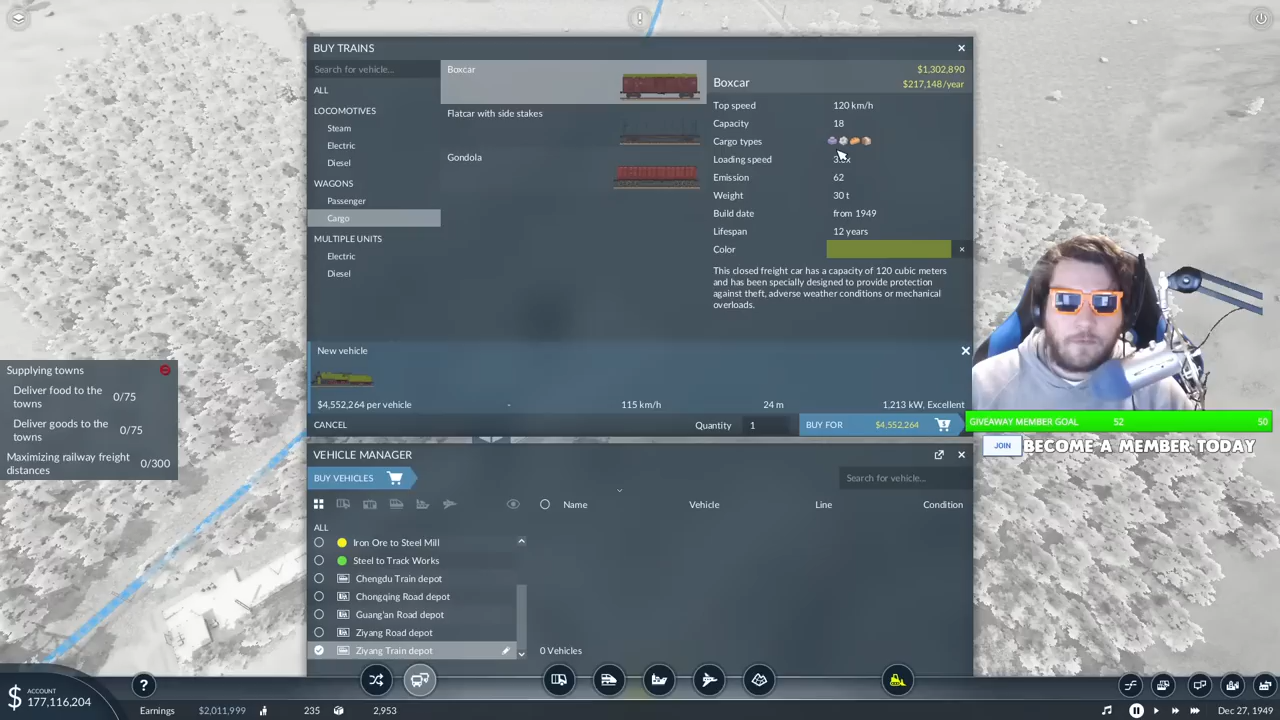 BUY TRAINS
Search for vehicle...
ALL
LOCOMOTIVES
Steam
Electric
Diesel
WAGONS
Passenger
Cargo
MULTIPLE UNITS
Electric
Diesel
Boxcar
Flatcar with side stakes
Gondola
$1,302,890
Boxcar
$217,148/year
Top speed 120 km/h
Capacity 18
Cargo types
Loading speed
Emission 62
Weight 30 t
Build date from 1949
Lifespan 12 years
Color
This closed freight car has a capacity of 120 cubic meters
and has been specially designed to provide protection
against theft, adverse weather conditions or mechanical
overloads.
New vehicle
$4,552,264 per vehicle - 115 km/h 24 m 1,213 kW, Excellent
CANCEL Quantity 1 BUY FOR $4,552,264
Supplying towns
Deliver food to the
towns 0/75
Deliver goods to the
towns 0/75
Maximizing railway freight
distances 0/300
GIVEAWAY MEMBER GOAL 52 50
JOIN BECOME A MEMBER TODAY
VEHICLE MANAGER
BUY VEHICLES
Search for vehicle...
Name Vehicle Line Condition
ALL
Iron Ore to Steel Mill
Steel to Track Works
Chengdu Train depot
Chongqing Road depot
Guang'an Road depot
Ziyang Road depot
Ziyang Train depot
0 Vehicles
$ ACCOUNT
177,116,204
?
Earnings $2,011,999 235 2,953
Dec 27, 1949